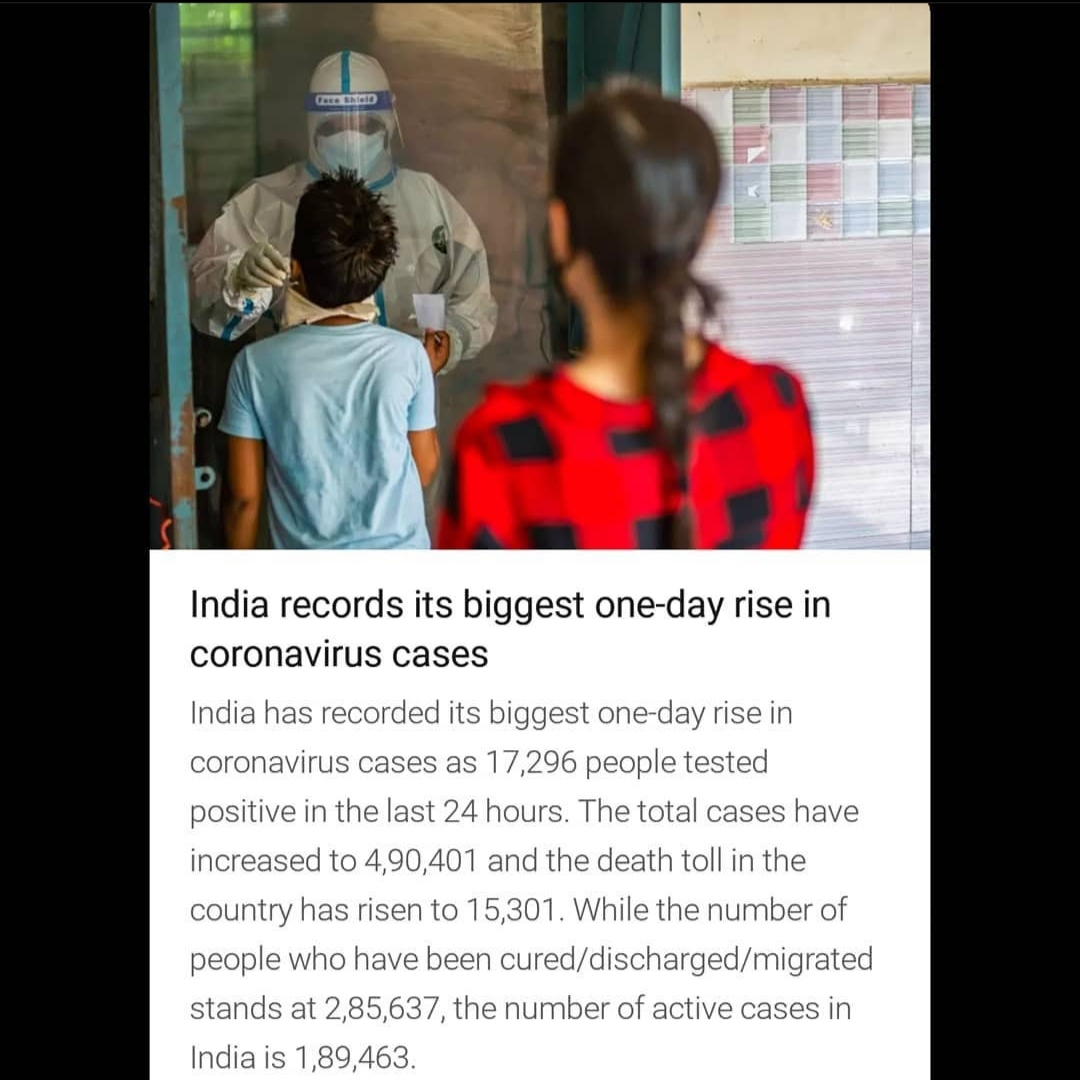 Face Shield
India records its biggest one-day rise in
coronavirus cases
India has recorded its biggest one-day rise in
coronavirus cases as 17,296 people tested
positive in the last 24 hours. The total cases have
increased to 4,90,401 and the death toll in the
country has risen to 15,301. While the number of
people who have been cured/discharged/migrated
stands at 2,85,637, the number of active cases in
India is 1,89,463.